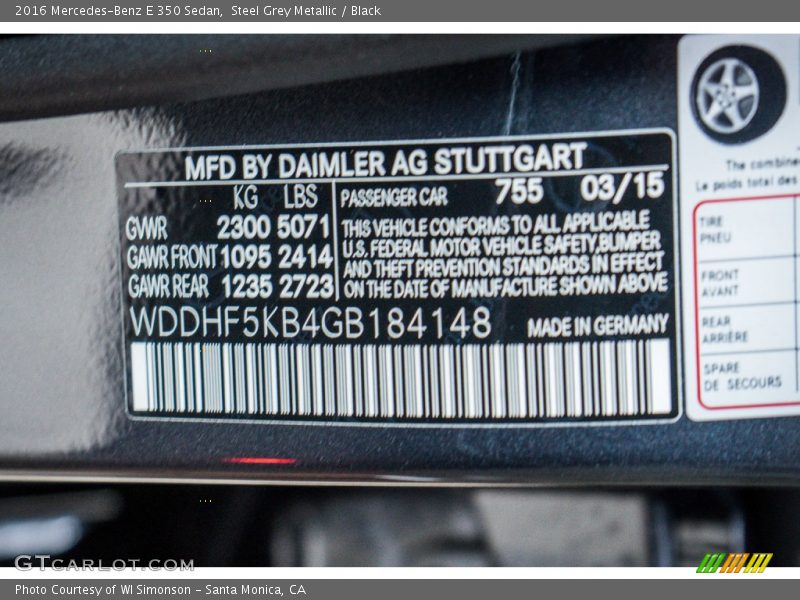 2016 Mercedes-Benz E 350 Sedan, Steel Grey Metallic / Black
MFD BY DAIMLER AG STUTTGART
KG LBS
GWR 2300 5071
GAWR FRONT 1095 2414
GAWR REAR 1235 2723
PASSENGER CAR 755 03/15
THIS VEHICLE CONFORMS TO ALL APPLICABLE
U.S. FEDERAL MOTOR VEHICLE SAFETY, BUMPER
AND THEFT PREVENTION STANDARDS IN EFFECT
ON THE DATE OF MANUFACTURE SHOWN ABOVE
WDDHF5KB4GB184148 MADE IN GERMANY
The combine
Le poids total des
TIRE
PNEU
FRONT
AVANT
REAR
ARRIÈRE
SPARE
DE SECOURS
GTCARLOT.COM
Photo Courtesy of WI Simonson - Santa Monica, CA